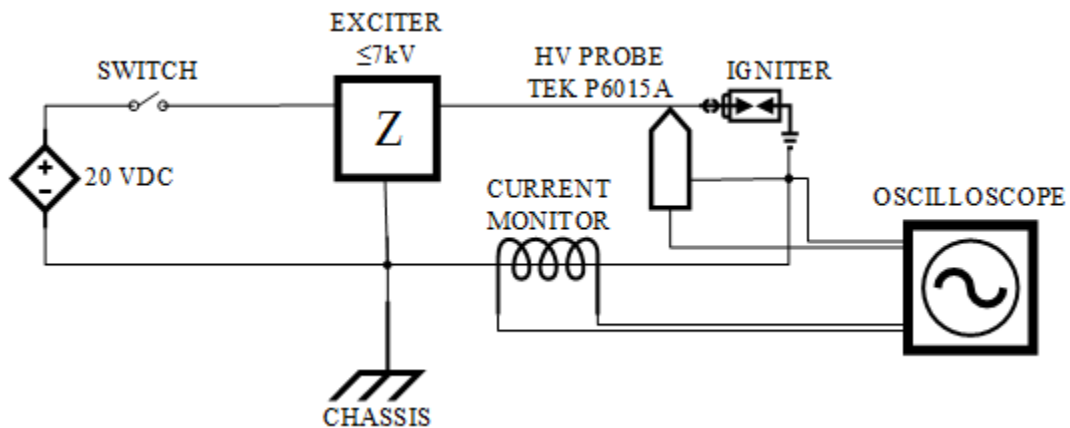 EXCITER
≤7kV
SWITCH
HV PROBE
TEK P6015A
IGNITER
Z
+
-
20 VDC
CURRENT
MONITOR
OSCILLOSCOPE
CHASSIS